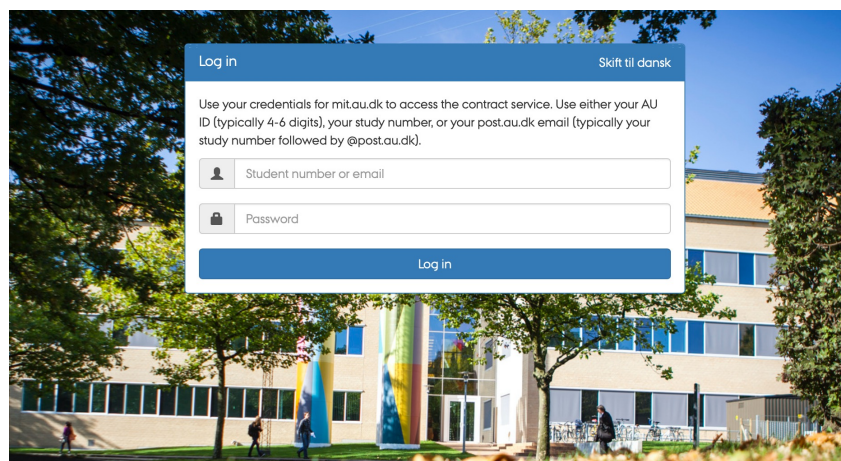 Log in
Skift til dansk
Use your credentials for mit.au.dk to access the contract service. Use either your AU
ID (typically 4-6 digits), your study number, or your post.au.dk email (typically your
study number followed by @post.au.dk).
Student number or email
Password
Log in